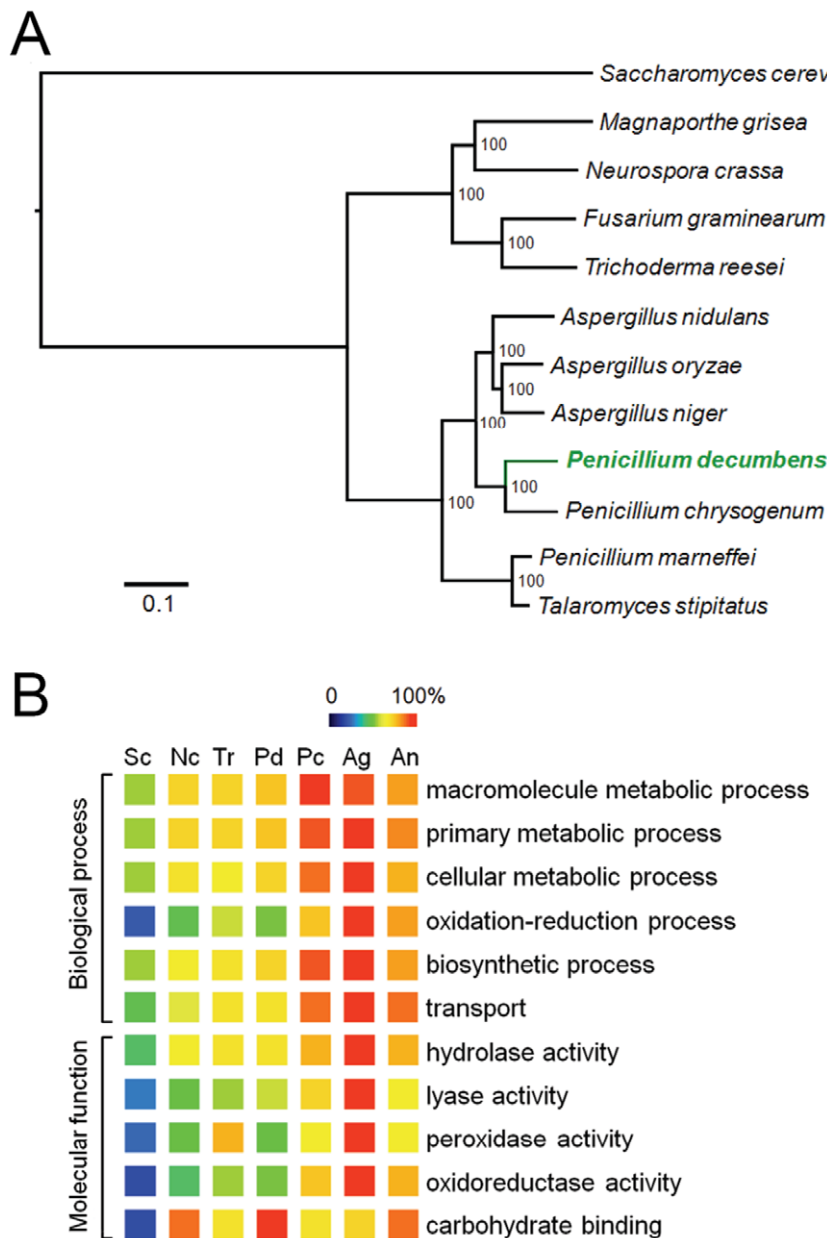 A
Saccharomyces cerev
Magnaporthe grisea
100
Neurospora crassa
100
Fusarium graminearum
100
Trichoderma reesei
Aspergillus nidulans
100
Aspergillus oryzae
100
Aspergillus niger
100
Penicillium decumbens
100
100
Penicillium chrysogenum
Penicillium marneffei
100
Talaromyces stipitatus
0.1
B
0 100%
Sc Nc Tr Pd Pc Ag An
Biological process
macromolecule metabolic process
primary metabolic process
cellular metabolic process
oxidation-reduction process
biosynthetic process
transport
Molecular function
hydrolase activity
lyase activity
peroxidase activity
oxidoreductase activity
carbohydrate binding